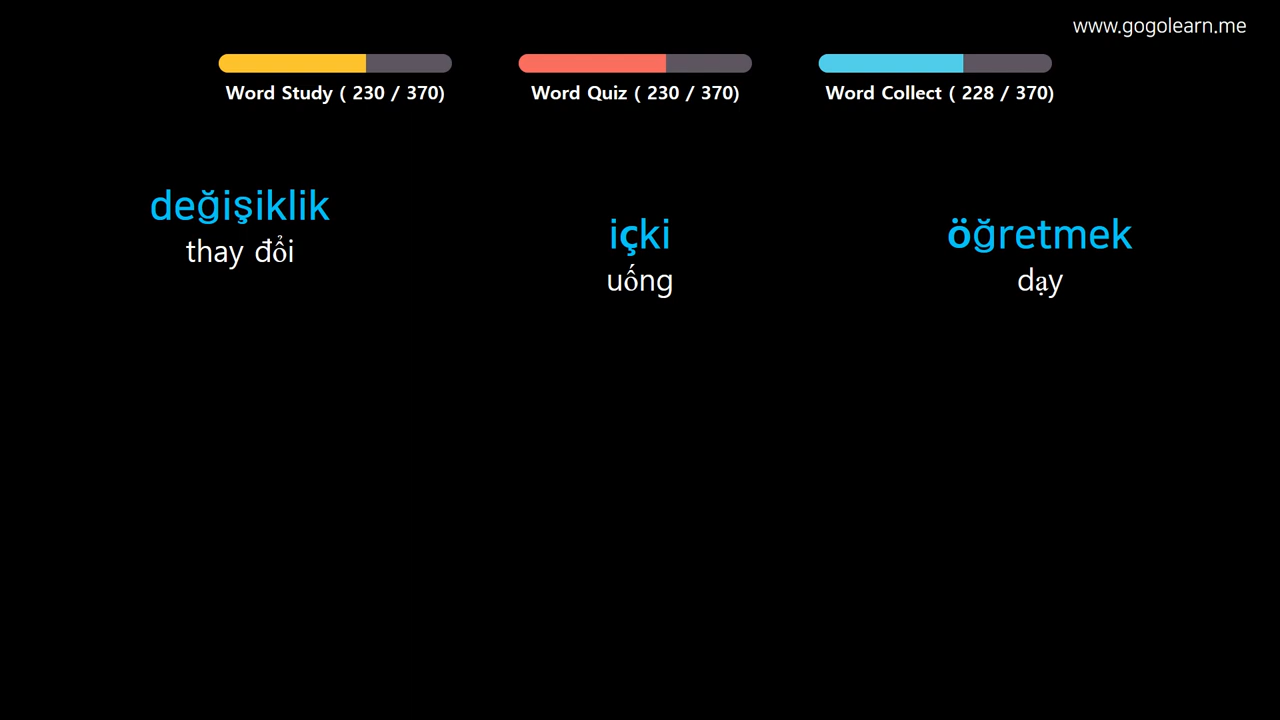 www.gogolearn.me
Word Study ( 230 / 370)
Word Quiz ( 230 / 370)
Word Collect ( 228 / 370)
değişiklik
thay đổi
içki
uống
öğretmek
dạy